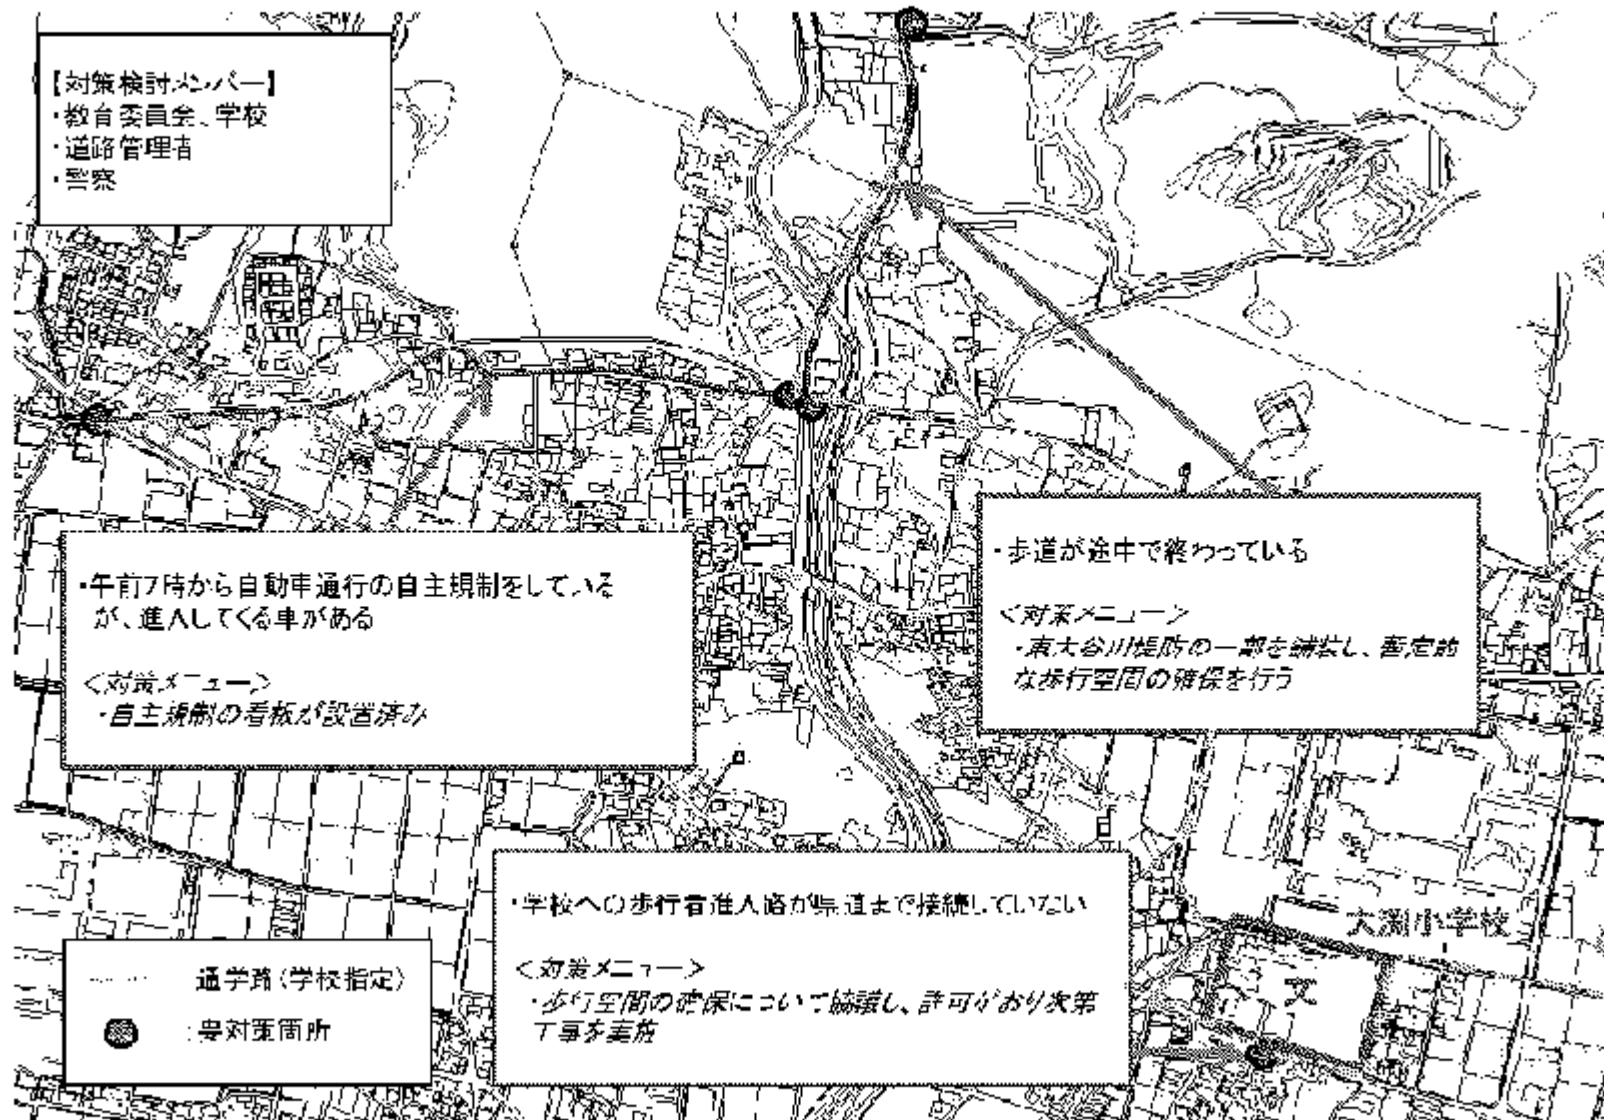 【対策検討メンバー】
・教育委員会、学校
・道路管理者
・警察
・午前7時から自動車通行の自主規制をしている
が、進入してくる車がある
＜対策メニュー＞
・自主規制の看板が設置済み
・歩道が途中で終わっている
＜対策メニュー＞
・東大谷川堤防の一部を舗装し、暫定的
な歩行空間の確保を行う
・学校への歩行者進入路が県道まで接続していない
＜対策メニュー＞
・歩行空間の確保について協議し、許可がおり次第
工事を実施
大渕小学校
文
通学路（学校指定）
：要対策箇所